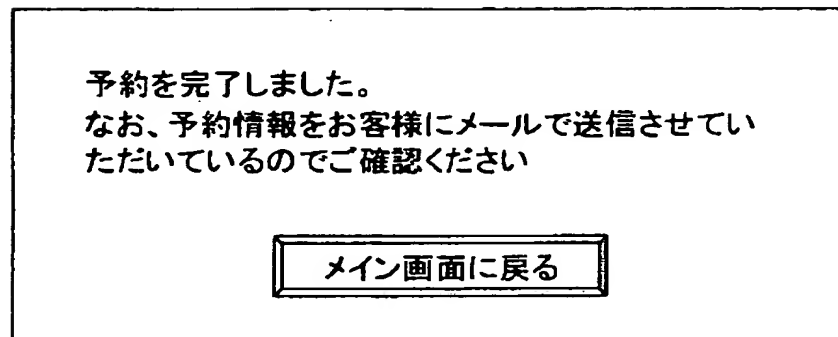 予約を完了しました。
なお、予約情報をお客様にメールで送信させてい
ただいているのでご確認ください
メイン画面に戻る